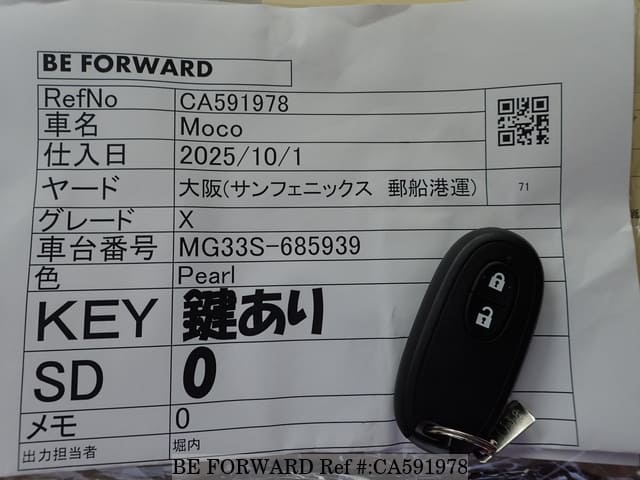 BE FORWARD
RefNo CA591978
車名 Moco
仕入日 2025/10/1
ヤード 大阪(サンフェニックス 郵船港運) 71
グレード X
車台番号 MG33S-685939
色 Pearl
KEY 鍵あり
SD 0
メモ 0
出力担当者 堀内
BE FORWARD Ref #:CA591978